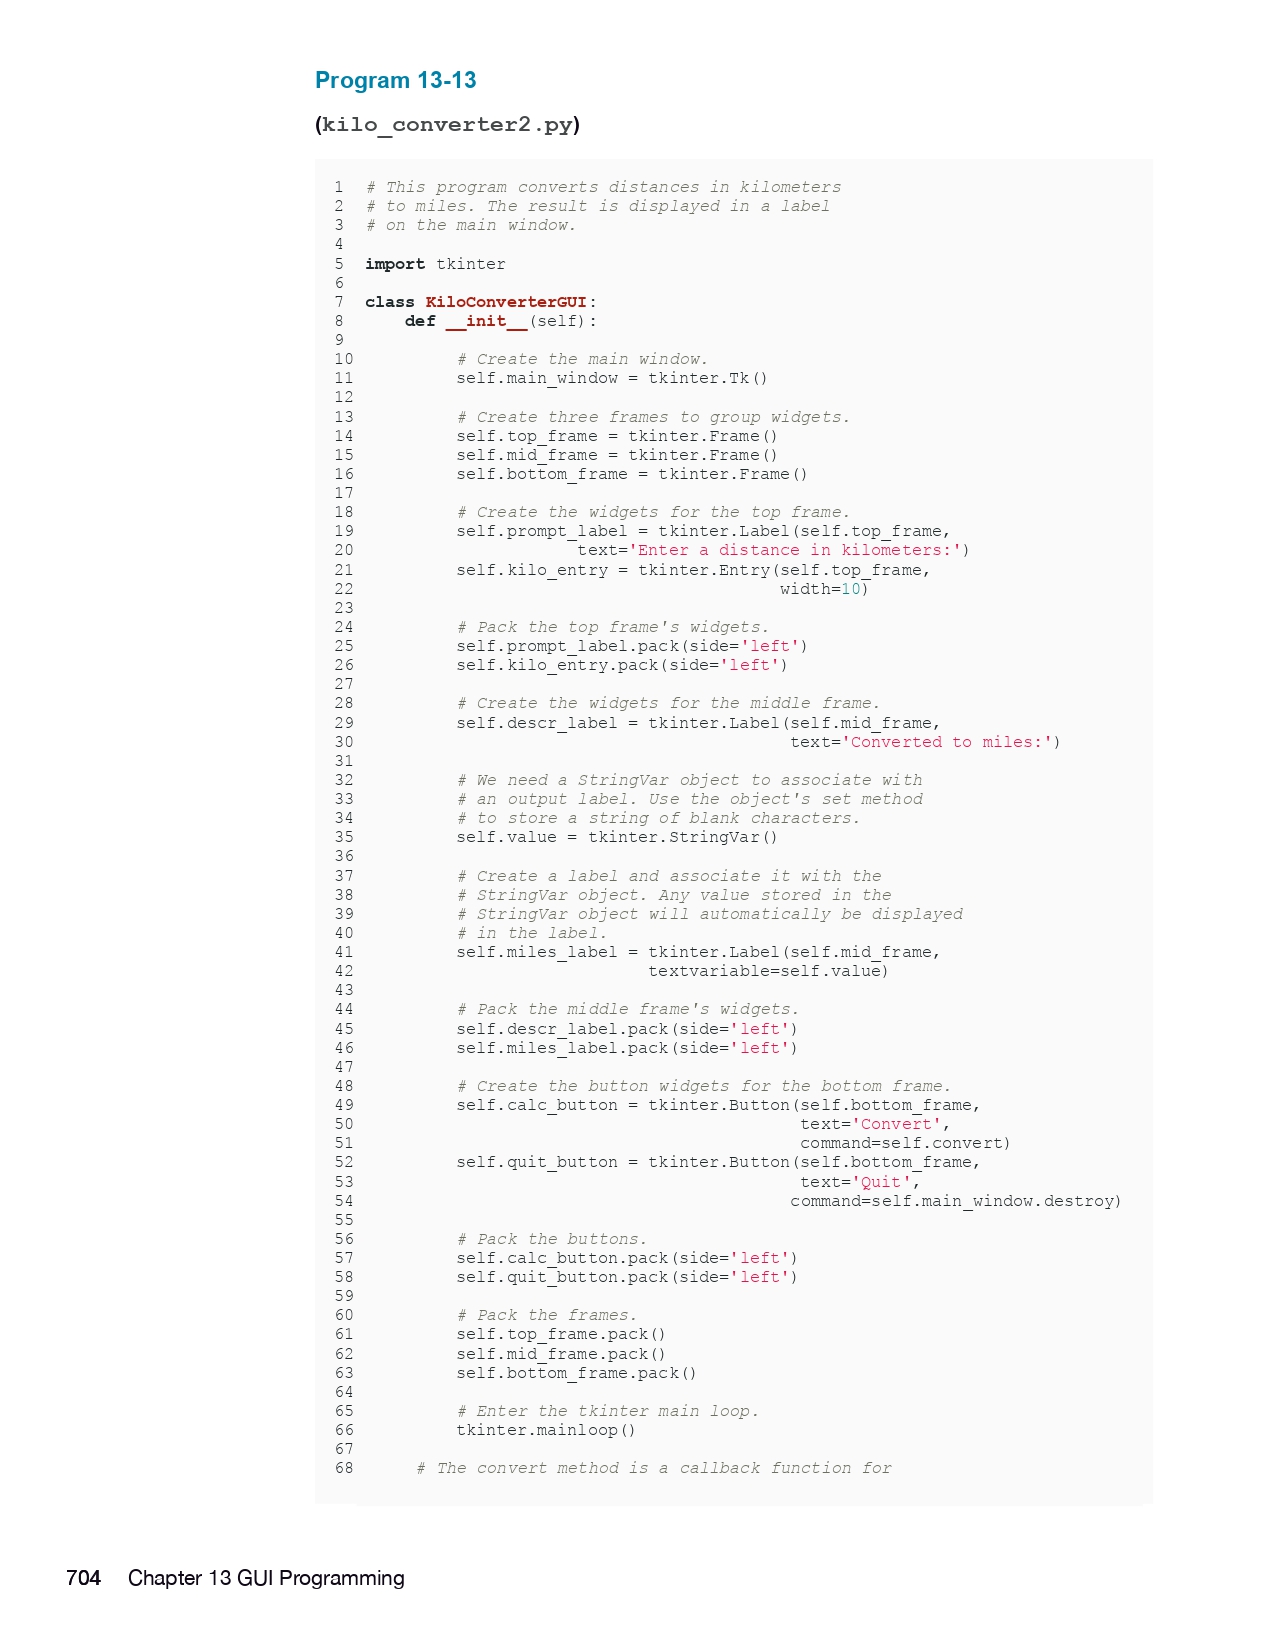 Program 13-13
(kilo_converter2.py)
1 # This program converts distances in kilometers
2 # to miles. The result is displayed in a label
3 # on the main window.
4
5 import tkinter
6
7 class KiloConverterGUI:
8     def __init__(self):
9
10         # Create the main window.
11         self.main_window = tkinter.Tk()
12
13         # Create three frames to group widgets.
14         self.top_frame = tkinter.Frame()
15         self.mid_frame = tkinter.Frame()
16         self.bottom_frame = tkinter.Frame()
17
18         # Create the widgets for the top frame.
19         self.prompt_label = tkinter.Label(self.top_frame,
20                     text='Enter a distance in kilometers:')
21         self.kilo_entry = tkinter.Entry(self.top_frame,
22                                         width=10)
23
24         # Pack the top frame's widgets.
25         self.prompt_label.pack(side='left')
26         self.kilo_entry.pack(side='left')
27
28         # Create the widgets for the middle frame.
29         self.descr_label = tkinter.Label(self.mid_frame,
30                                          text='Converted to miles:')
31
32         # We need a StringVar object to associate with
33         # an output label. Use the object's set method
34         # to store a string of blank characters.
35         self.value = tkinter.StringVar()
36
37         # Create a label and associate it with the
38         # StringVar object. Any value stored in the
39         # StringVar object will automatically be displayed
40         # in the label.
41         self.miles_label = tkinter.Label(self.mid_frame,
42                            textvariable=self.value)
43
44         # Pack the middle frame's widgets.
45         self.descr_label.pack(side='left')
46         self.miles_label.pack(side='left')
47
48         # Create the button widgets for the bottom frame.
49         self.calc_button = tkinter.Button(self.bottom_frame,
50                                           text='Convert',
51                                           command=self.convert)
52         self.quit_button = tkinter.Button(self.bottom_frame,
53                                           text='Quit',
54                                          command=self.main_window.destroy)
55
56         # Pack the buttons.
57         self.calc_button.pack(side='left')
58         self.quit_button.pack(side='left')
59
60         # Pack the frames.
61         self.top_frame.pack()
62         self.mid_frame.pack()
63         self.bottom_frame.pack()
64
65         # Enter the tkinter main loop.
66         tkinter.mainloop()
67
68     # The convert method is a callback function for
704 Chapter 13 GUI Programming